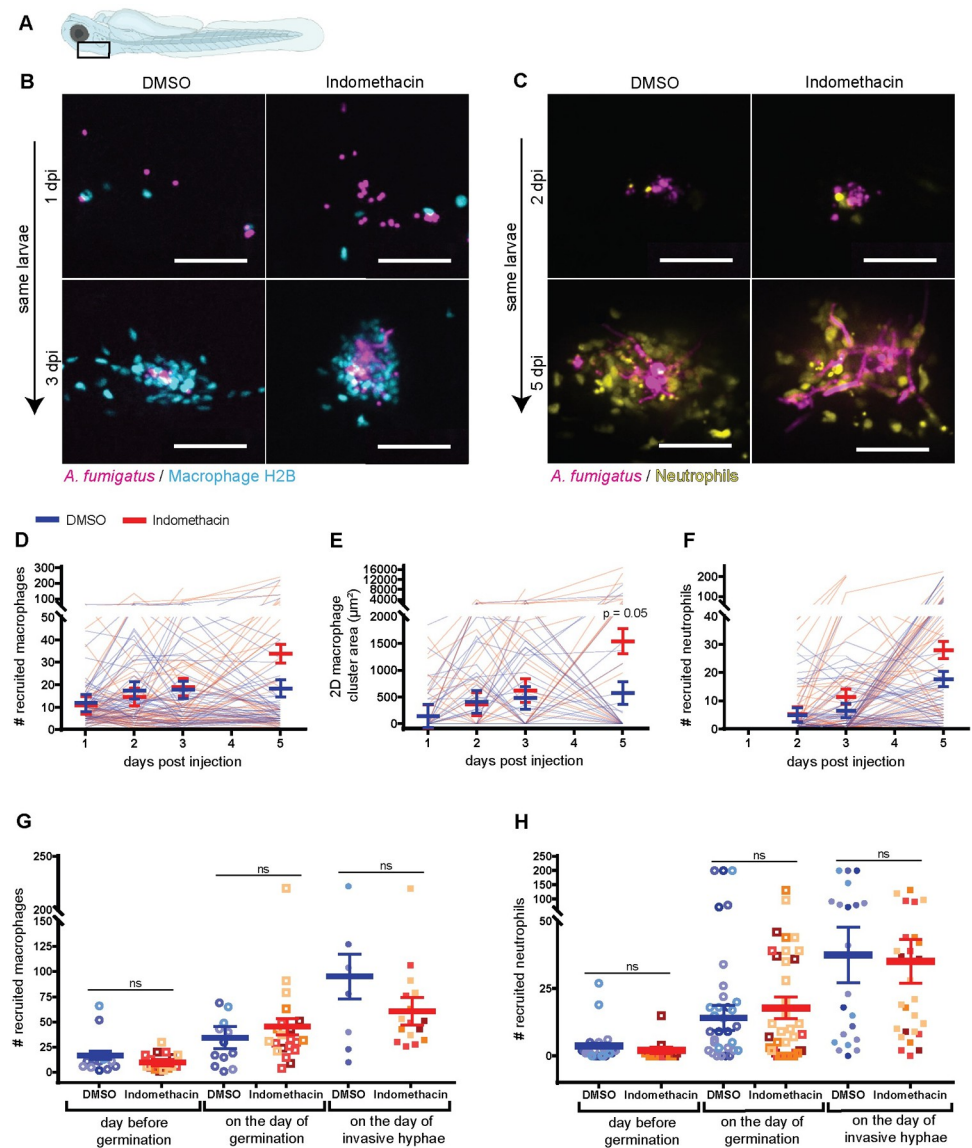 A
B
DMSO
Indomethacin
C
DMSO
Indomethacin
same larvae
1 dpi
3 dpi
same larvae
2 dpi
5 dpi
A. fumigatus / Macrophage H2B
A. fumigatus / Neutrophils
DMSO
Indomethacin
D
# recruited macrophages
300
200
100
50
40
30
20
10
0
1
2
3
4
5
days post injection
E
2D macrophage
cluster area (µm²)
16000
12000
8000
4000
2000
1500
1000
500
0
p = 0.05
1
2
3
4
5
days post injection
F
# recruited neutrophils
200
100
40
30
20
10
0
1
2
3
4
5
days post injection
G
# recruited macrophages
250
200
150
125
100
75
50
25
0
ns
ns
ns
DMSO
Indomethacin
DMSO
Indomethacin
DMSO
Indomethacin
day before
germination
on the day of
germination
on the day of
invasive hyphae
H
# recruited neutrophils
250
200
150
100
50
25
0
ns
ns
ns
DMSO
Indomethacin
DMSO
Indomethacin
DMSO
Indomethacin
day before
germination
on the day of
germination
on the day of
invasive hyphae